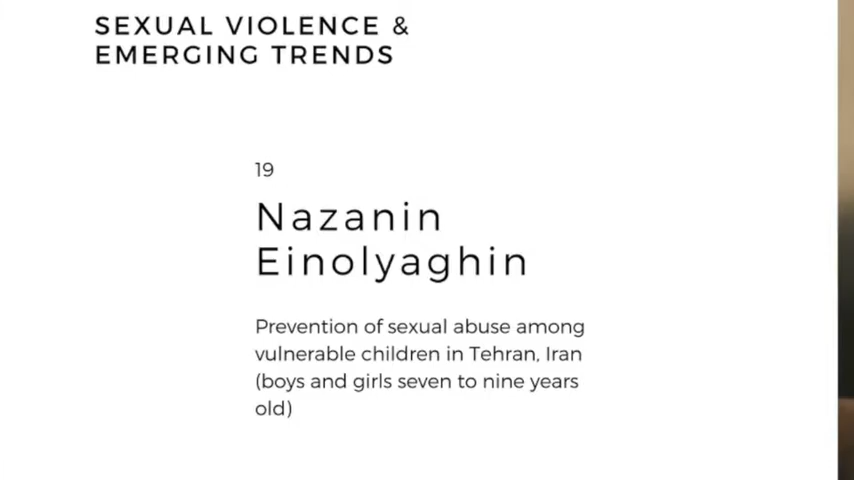 SEXUAL VIOLENCE &
EMERGING TRENDS
19
Nazanin
Einolyaghin
Prevention of sexual abuse among
vulnerable children in Tehran, Iran
(boys and girls seven to nine years
old)